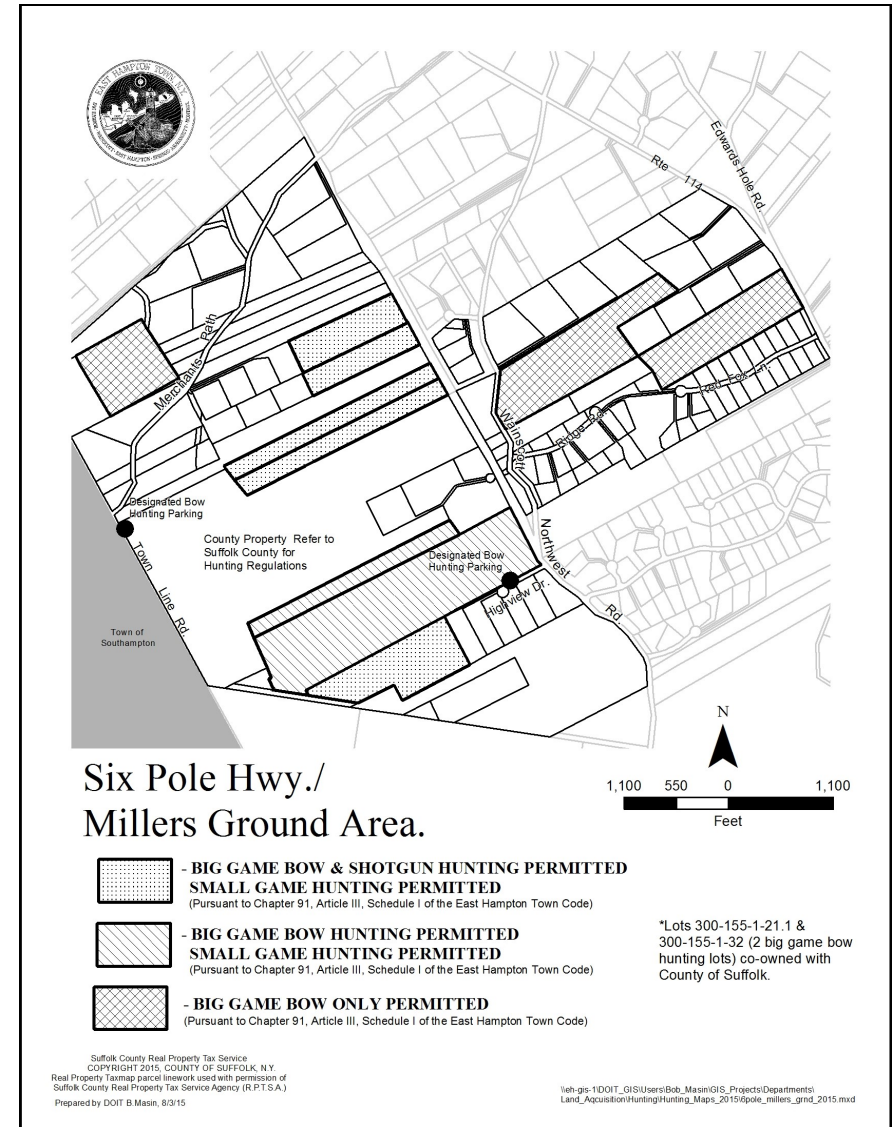 EAST HAMPTON TOWN, N.Y.
Edwards Hole Rd.
Rte 114
Merchants Path
Wainscott
Northwest
Rd.
Ridge Rd.
Red Fox Ln.
Designated Bow
Hunting Parking
County Property Refer to
Suffolk County for
Hunting Regulations
Designated Bow
Hunting Parking
Highview Dr.
Town Line Rd.
Town of
Southampton
N
1,100 550 0 1,100
Feet
Six Pole Hwy./
Millers Ground Area.
- BIG GAME BOW & SHOTGUN HUNTING PERMITTED
SMALL GAME HUNTING PERMITTED
(Pursuant to Chapter 91, Article III, Schedule I of the East Hampton Town Code)
- BIG GAME BOW HUNTING PERMITTED
SMALL GAME HUNTING PERMITTED
(Pursuant to Chapter 91, Article III, Schedule I of the East Hampton Town Code)
- BIG GAME BOW ONLY PERMITTED
(Pursuant to Chapter 91, Article III, Schedule I of the East Hampton Town Code)
*Lots 300-155-1-21.1 &
300-155-1-32 (2 big game bow
hunting lots) co-owned with
County of Suffolk.
Suffolk County Real Property Tax Service
COPYRIGHT 2015, COUNTY OF SUFFOLK, N.Y.
Real Property Taxmap parcel linework used with permission of
Suffolk County Real Property Tax Service Agency (R.P.T.S.A.)
Prepared by DOIT B.Masin, 8/3/15
\\eh-gis-1\DOIT_GIS\Users\Bob_Masin\GIS_Projects\Departments\
Land_Aqcuisition\Hunting\Hunting_Maps_2015\6pole_millers_grnd_2015.mxd